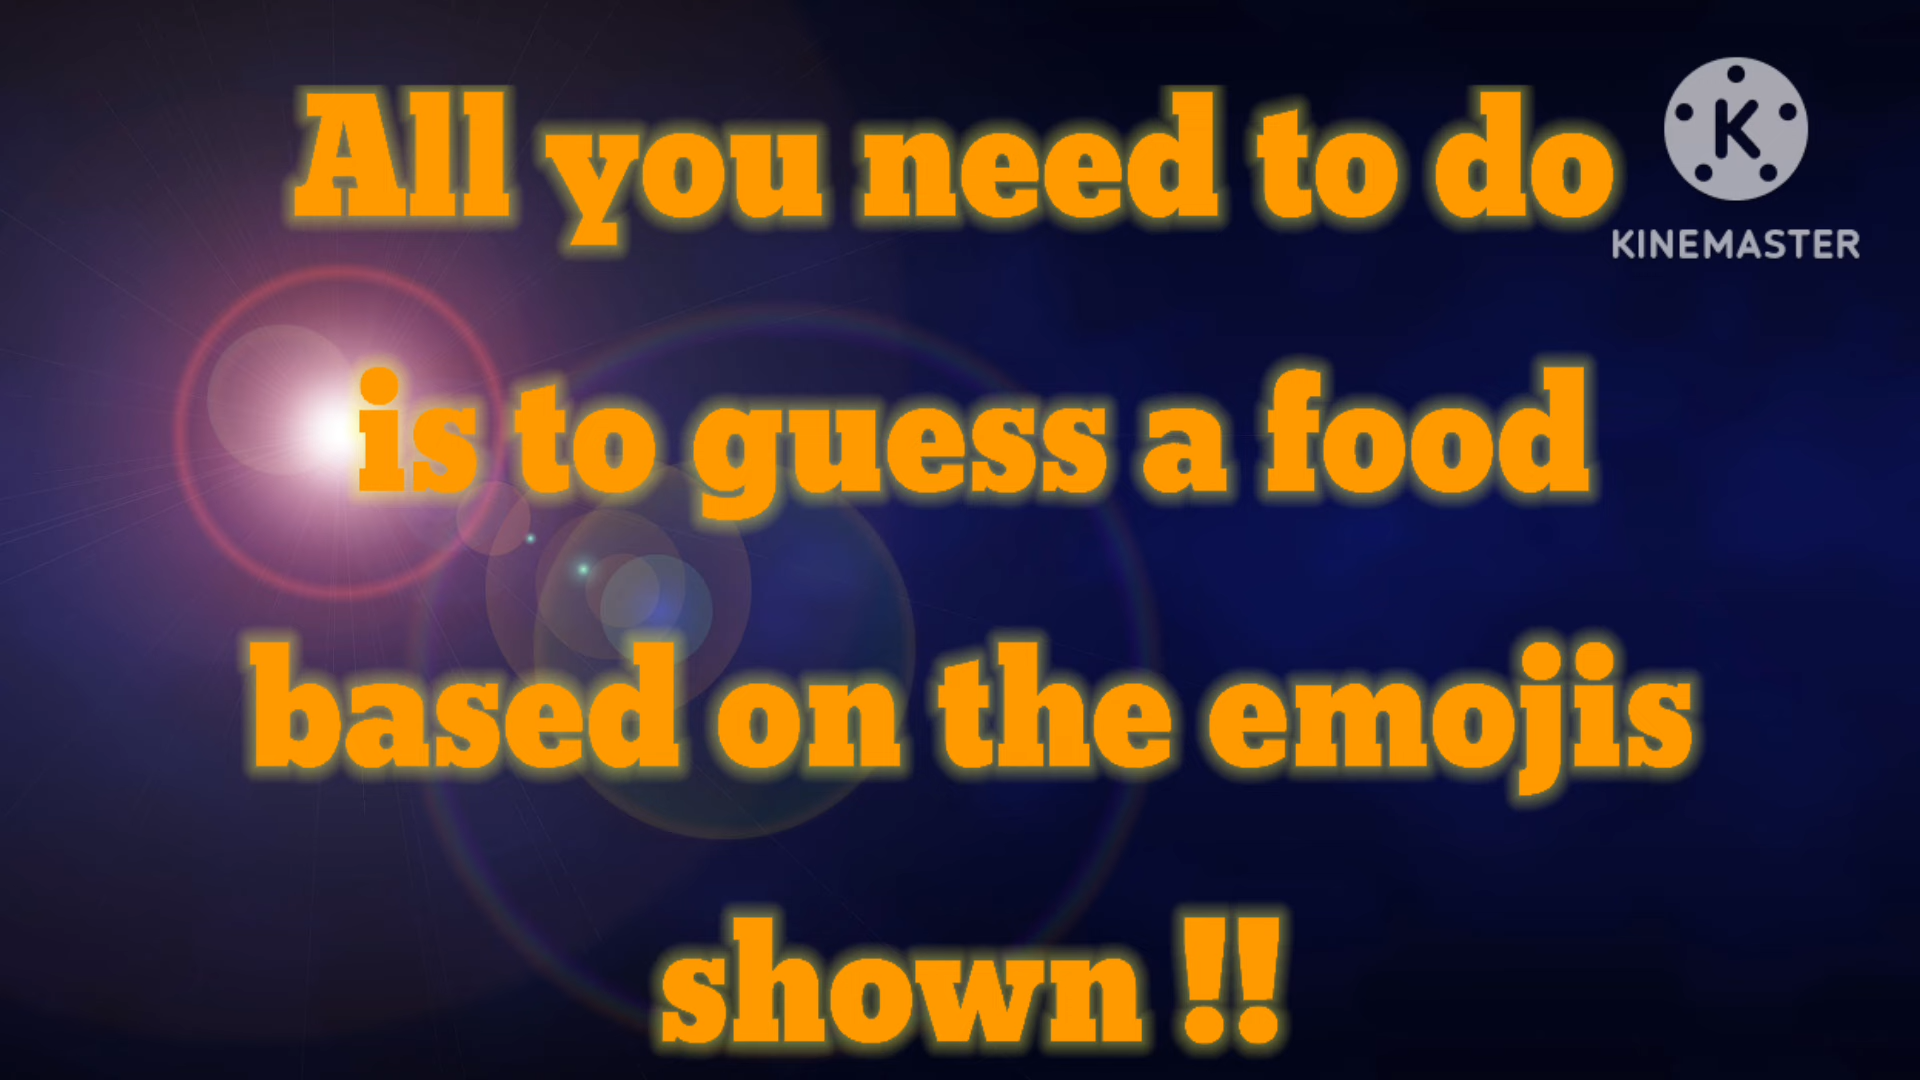 All you need to do
KINEMASTER
is to guess a food
based on the emojis
shown !!